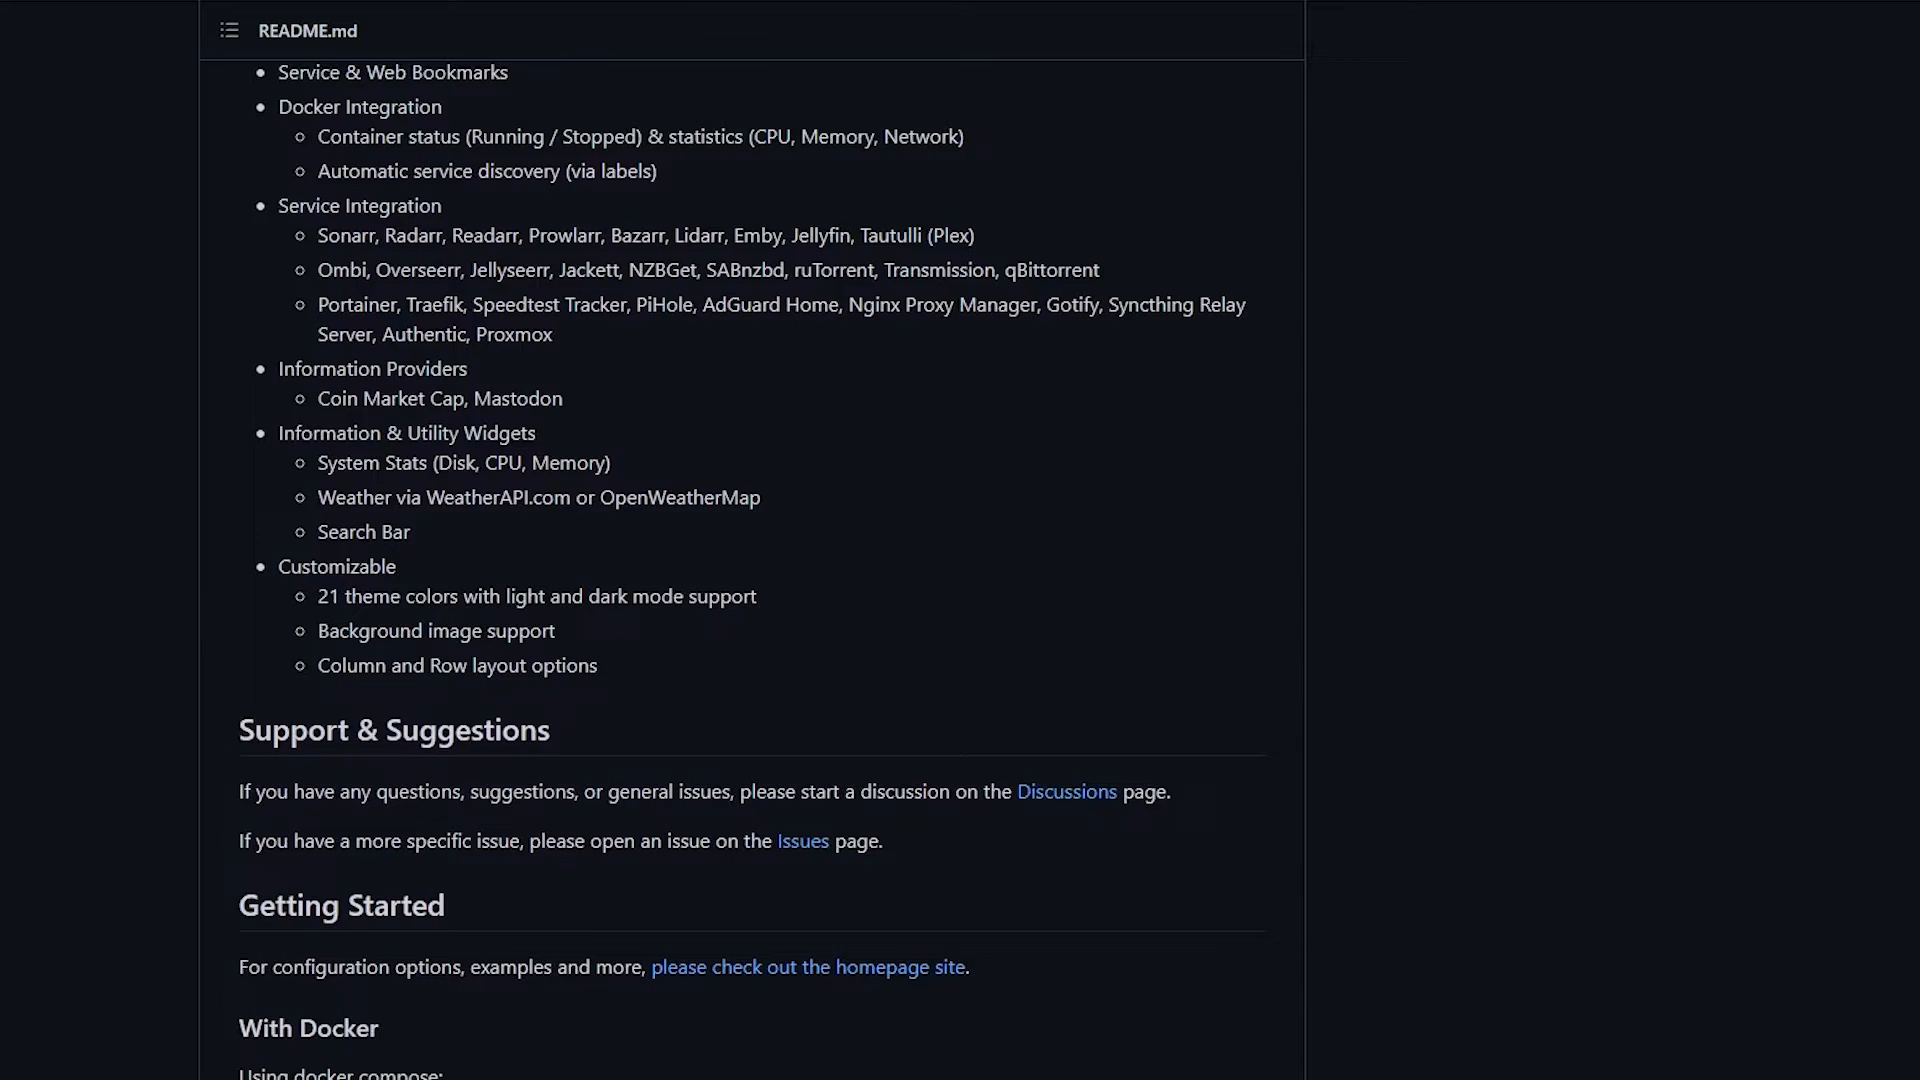 README.md
Service & Web Bookmarks
Docker Integration
Container status (Running / Stopped) & statistics (CPU, Memory, Network)
Automatic service discovery (via labels)
Service Integration
Sonarr, Radarr, Readarr, Prowlarr, Bazarr, Lidarr, Emby, Jellyfin, Tautulli (Plex)
Ombi, Overseerr, Jellyseerr, Jackett, NZBGet, SABnzbd, ruTorrent, Transmission, qBittorrent
Portainer, Traefik, Speedtest Tracker, PiHole, AdGuard Home, Nginx Proxy Manager, Gotify, Syncthing Relay
Server, Authentic, Proxmox
Information Providers
Coin Market Cap, Mastodon
Information & Utility Widgets
System Stats (Disk, CPU, Memory)
Weather via WeatherAPI.com or OpenWeatherMap
Search Bar
Customizable
21 theme colors with light and dark mode support
Background image support
Column and Row layout options
Support & Suggestions
If you have any questions, suggestions, or general issues, please start a discussion on the Discussions page.
If you have a more specific issue, please open an issue on the Issues page.
Getting Started
For configuration options, examples and more, please check out the homepage site.
With Docker
Using docker compose: